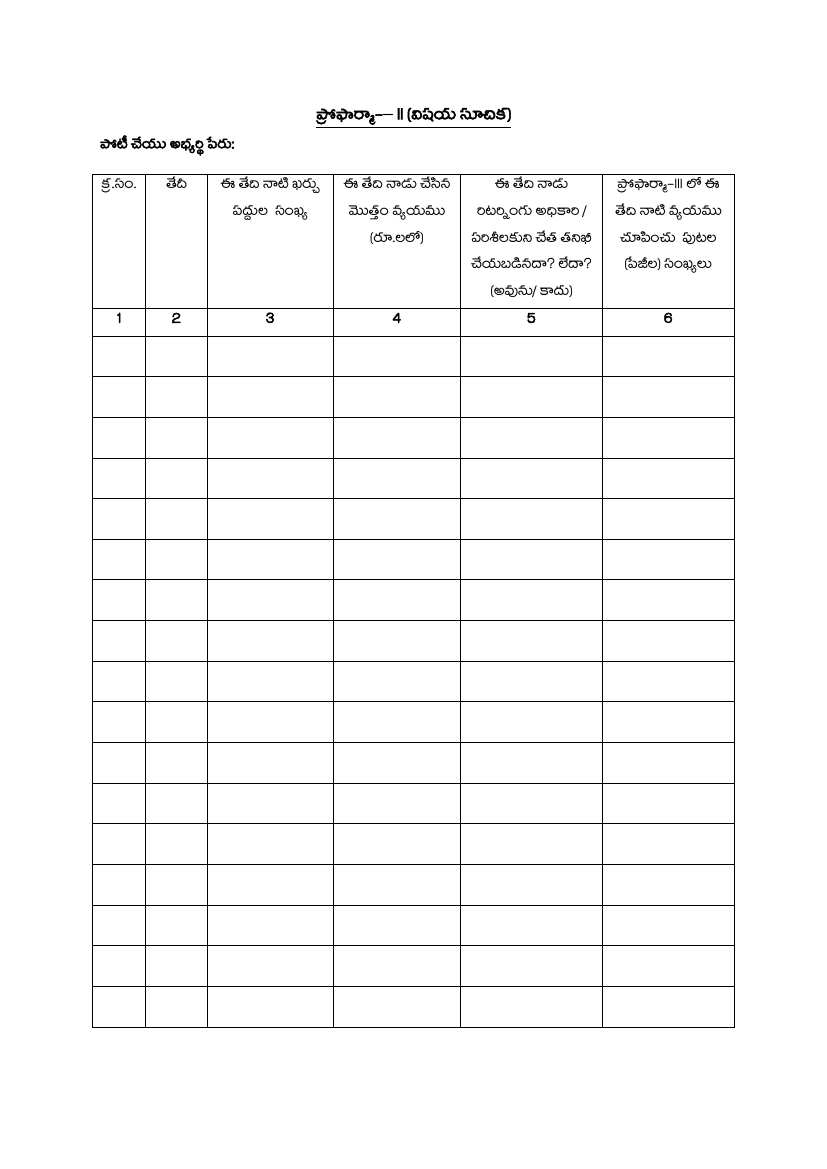 ప్రోఫార్మా-– II (విషయ సూచిక)
పోటీ చేయు అభ్యర్థి పేరు:
క్ర.సం.
తేదీ
ఈ తేది నాటి ఖర్చు
పద్దుల సంఖ్య
ఈ తేది నాడు చేసిన
మొత్తం వ్యయము
(రూ.లలో)
ఈ తేది నాడు
రిటర్నింగు అధికారి /
పరిశీలకుని చేత తనిఖీ
చేయబడినదా? లేదా?
(అవును/ కాదు)
ప్రోఫార్మా-III లో ఈ
తేది నాటి వ్యయము
చూపించు పుటల
(పేజీల) సంఖ్యలు
1 2 3 4 5 6